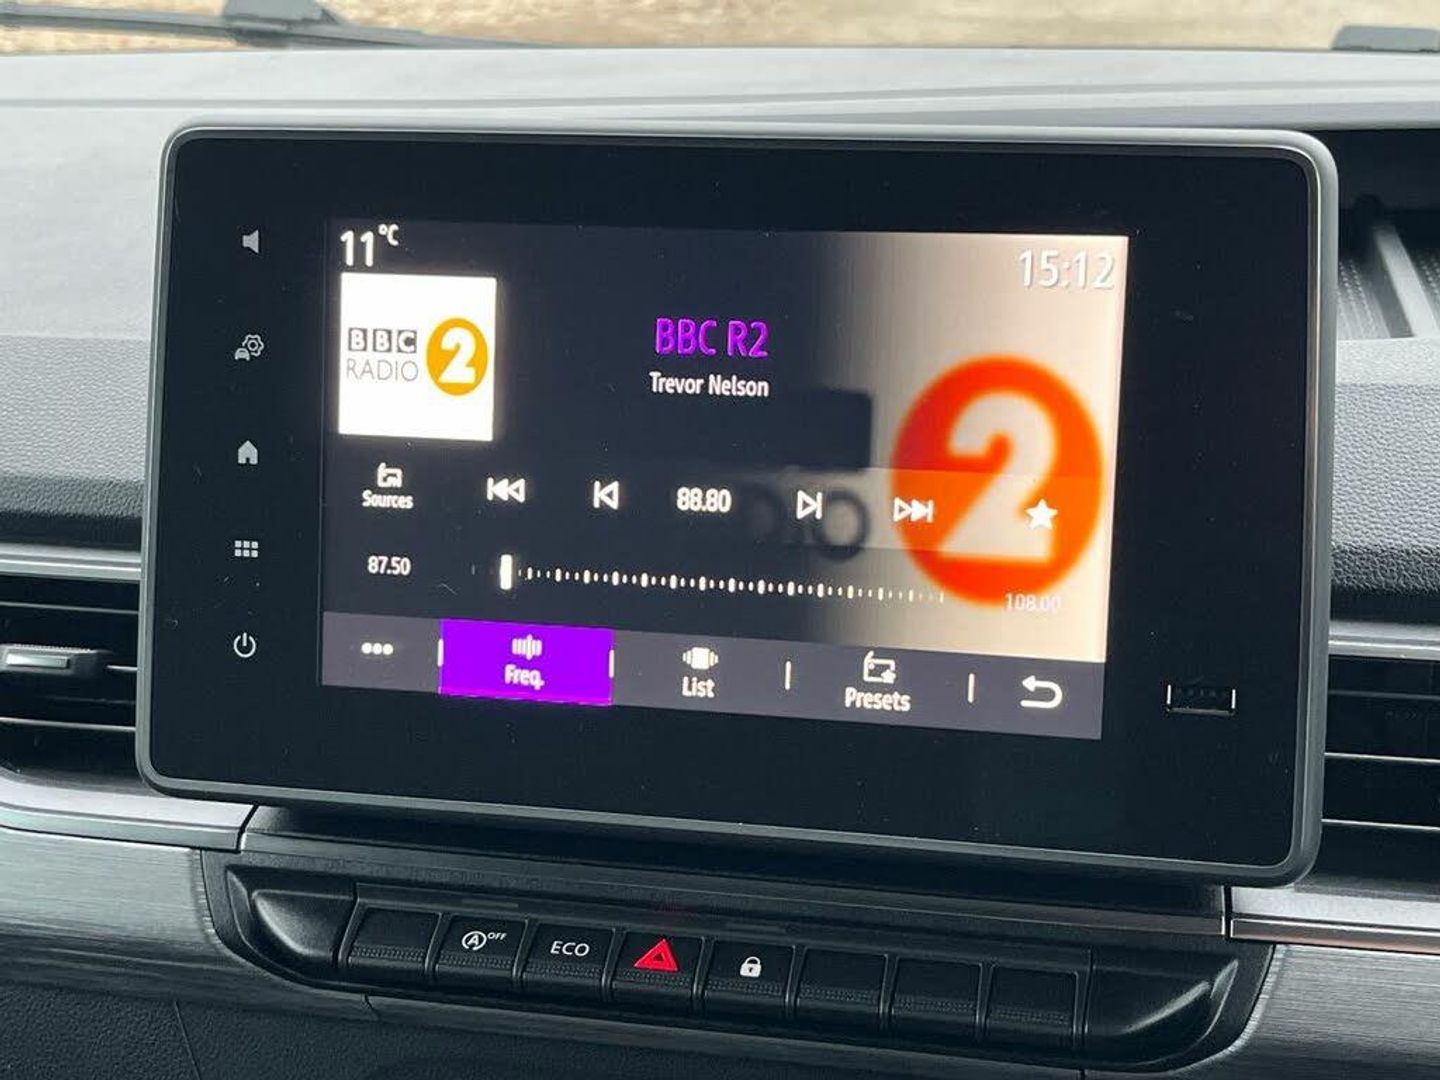 11°C
15:12
BBC
RADIO 2
BBC R2
Trevor Nelson
2
Sources
88.80
87.50
108.00
Freq.
List
Presets
A OFF
ECO